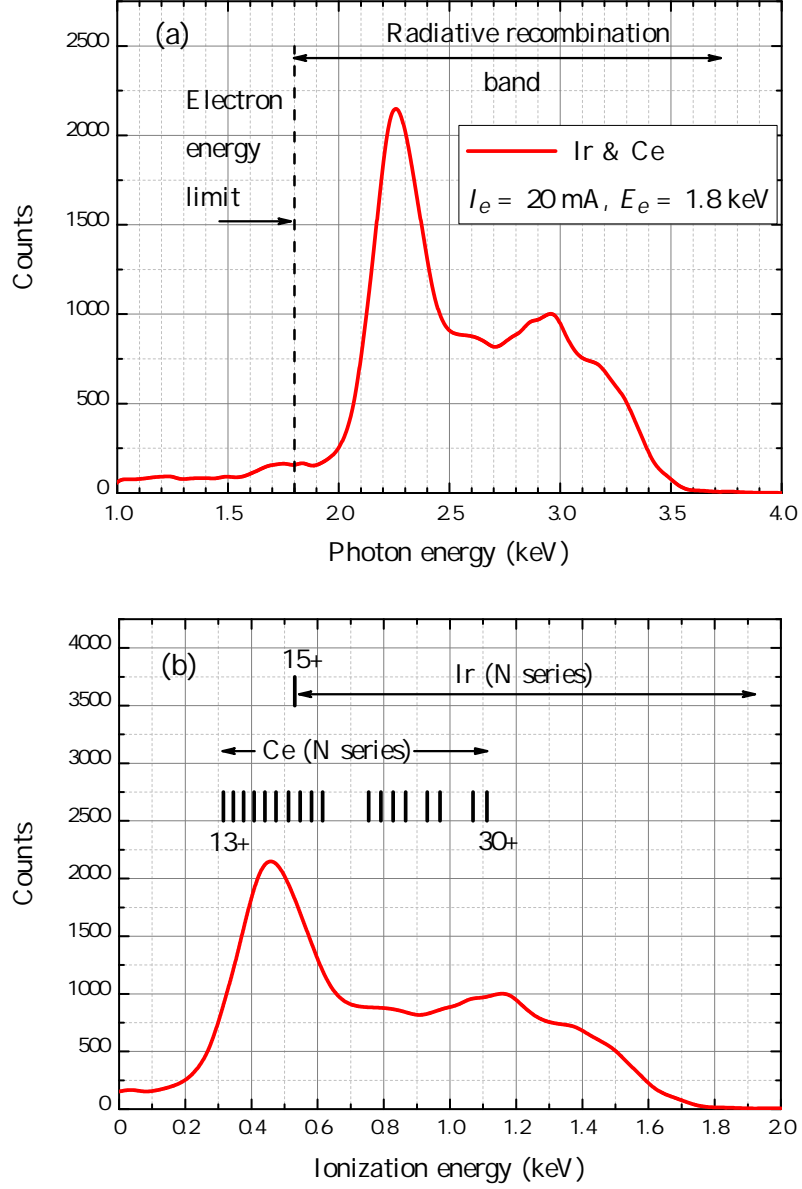 (a)
Radiative recombination
band
Electron
energy
limit
Ir & Ce
I_e = 20 mA, E_e = 1.8 keV
Counts
2500
2000
1500
1000
500
0
1.0 1.5 2.0 2.5 3.0 3.5 4.0
Photon energy (keV)
(b)
15+
Ir (N series)
Ce (N series)
13+
30+
Counts
4000
3500
3000
2500
2000
1500
1000
500
0
0 0.2 0.4 0.6 0.8 1.0 1.2 1.4 1.6 1.8 2.0
Ionization energy (keV)